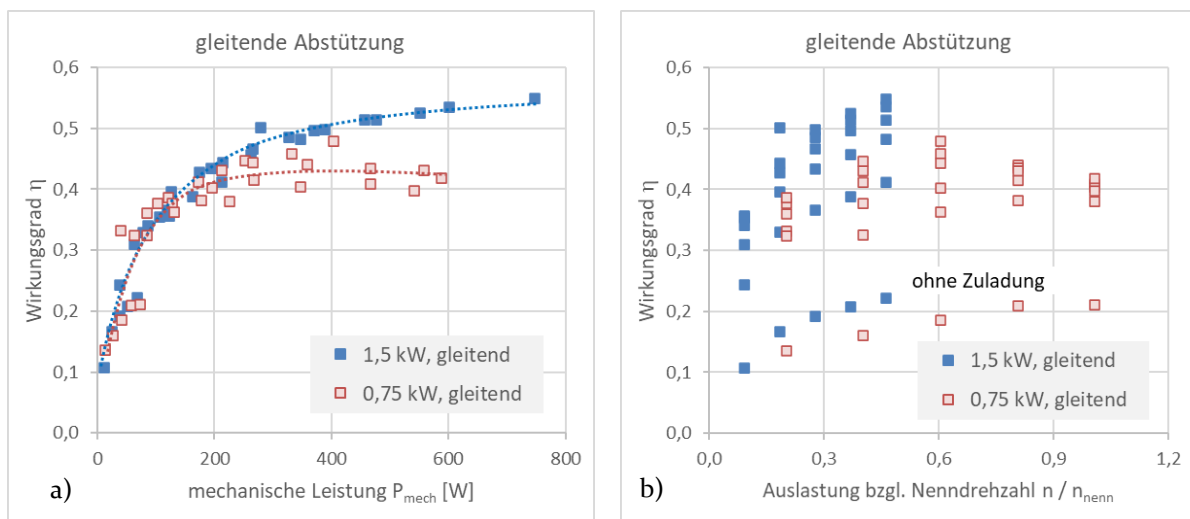 gleitende Abstützung
0,6
0,5
0,4
0,3
0,2
0,1
0,0
Wirkungsgrad η
1,5 kW, gleitend
0,75 kW, gleitend
0 200 400 600 800
mechanische Leistung Pmech [W]
a)
gleitende Abstützung
0,6
0,5
0,4
0,3
0,2
0,1
0,0
Wirkungsgrad η
ohne Zuladung
1,5 kW, gleitend
0,75 kW, gleitend
0,0 0,3 0,6 0,9 1,2
Auslastung bzgl. Nenndrehzahl n / nnenn
b)